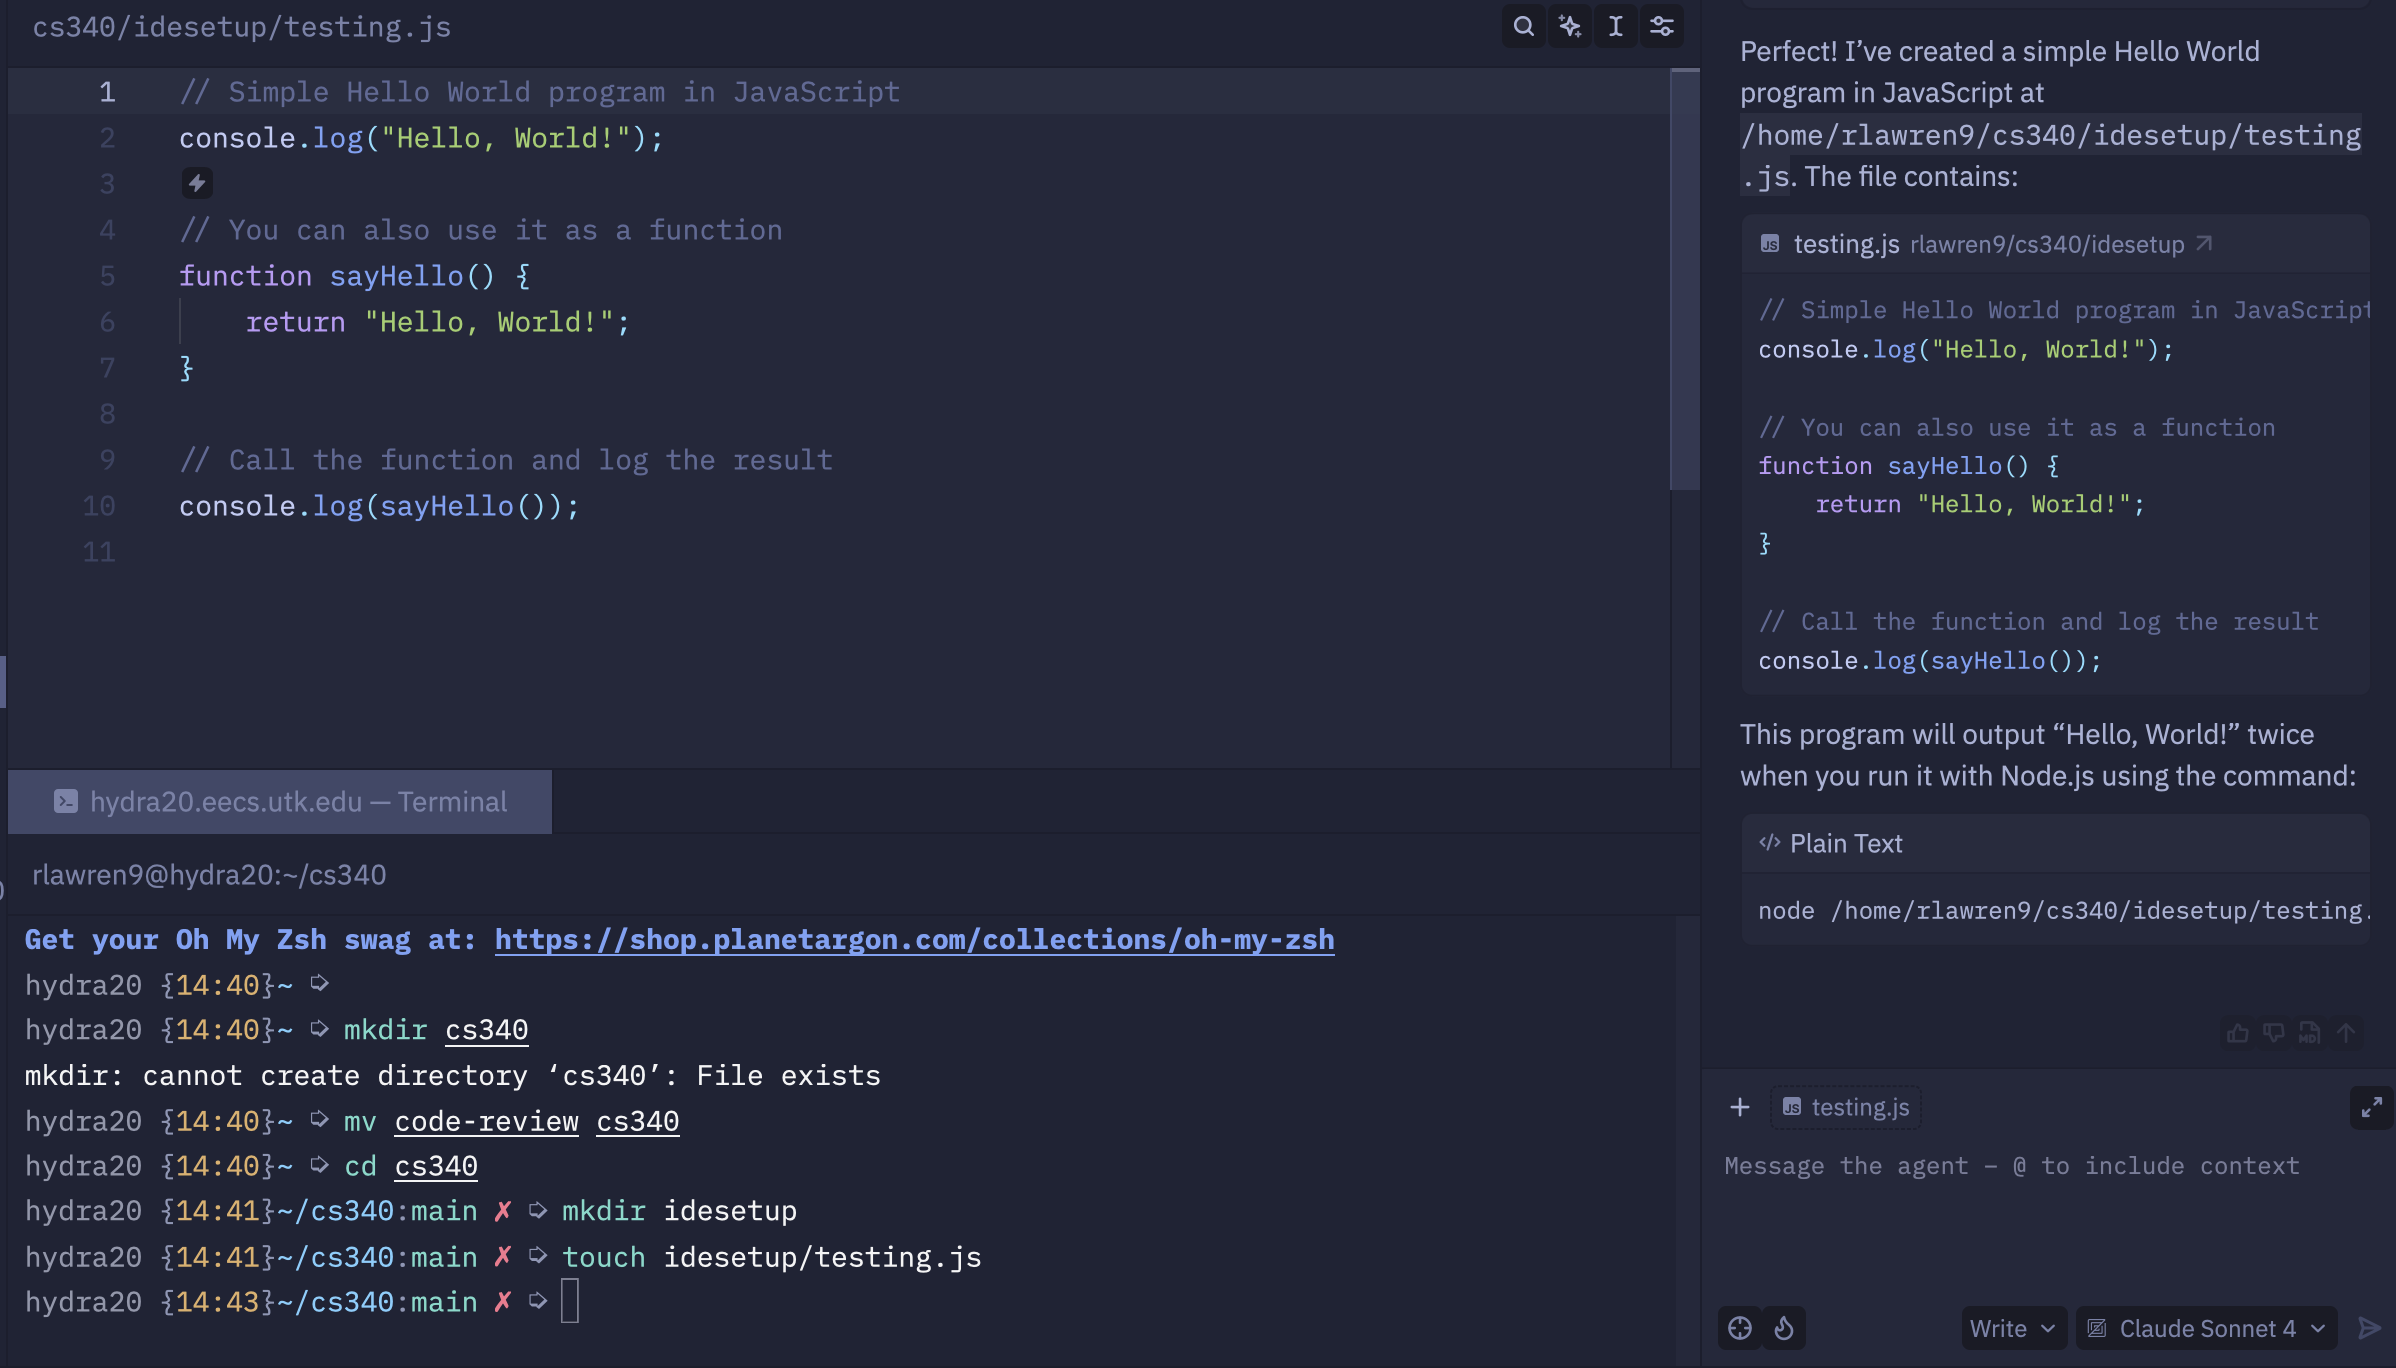 cs340/idesetup/testing.js
1 // Simple Hello World program in JavaScript
2 console.log("Hello, World!");
3
4 // You can also use it as a function
5 function sayHello() {
6     return "Hello, World!";
7 }
8
9 // Call the function and log the result
10 console.log(sayHello());
11
hydra20.eecs.utk.edu — Terminal
rlawren9@hydra20:~/cs340
Get your Oh My Zsh swag at: https://shop.planetargon.com/collections/oh-my-zsh
hydra20 {14:40}~ ➩
hydra20 {14:40}~ ➩ mkdir cs340
mkdir: cannot create directory ‘cs340’: File exists
hydra20 {14:40}~ ➩ mv code-review cs340
hydra20 {14:40}~ ➩ cd cs340
hydra20 {14:41}~/cs340:main ✗ ➩ mkdir idesetup
hydra20 {14:41}~/cs340:main ✗ ➩ touch idesetup/testing.js
hydra20 {14:43}~/cs340:main ✗ ➩
Perfect! I’ve created a simple Hello World
program in JavaScript at
/home/rlawren9/cs340/idesetup/testing
.js. The file contains:
JS testing.js rlawren9/cs340/idesetup
// Simple Hello World program in JavaScript
console.log("Hello, World!");
// You can also use it as a function
function sayHello() {
    return "Hello, World!";
}
// Call the function and log the result
console.log(sayHello());
This program will output “Hello, World!” twice
when you run it with Node.js using the command:
</> Plain Text
node /home/rlawren9/cs340/idesetup/testing.
MD
+ JS testing.js
Message the agent – @ to include context
Write Claude Sonnet 4